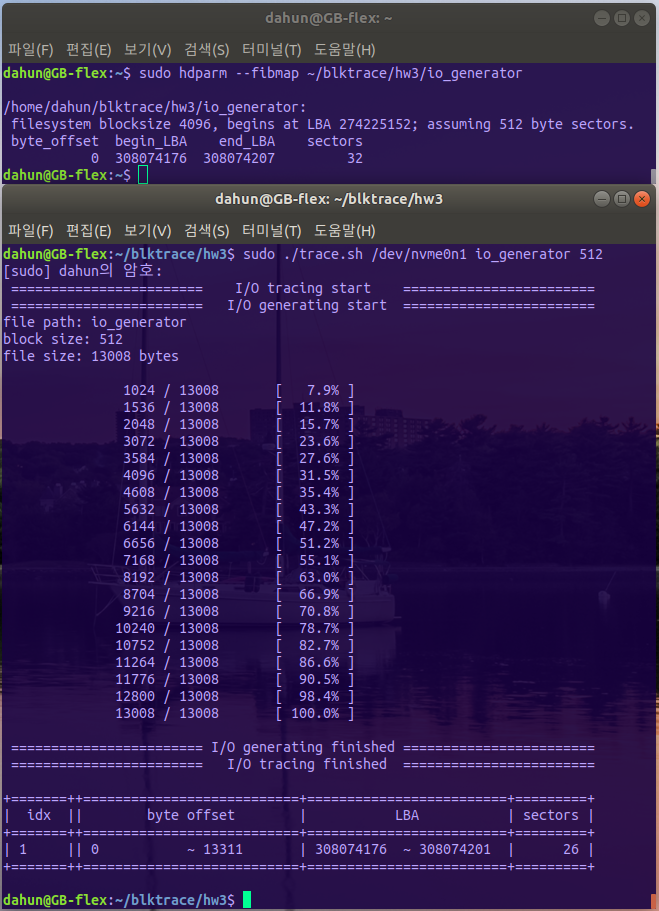 dahun@GB-flex: ~
파일(F) 편집(E) 보기(V) 검색(S) 터미널(T) 도움말(H)
dahun@GB-flex:~$ sudo hdparm --fibmap ~/blktrace/hw3/io_generator
/home/dahun/blktrace/hw3/io_generator:
filesystem blocksize 4096, begins at LBA 274225152; assuming 512 byte sectors.
byte_offset begin_LBA end_LBA sectors
0 308074176 308074207 32
dahun@GB-flex:~$
dahun@GB-flex: ~/blktrace/hw3
파일(F) 편집(E) 보기(V) 검색(S) 터미널(T) 도움말(H)
dahun@GB-flex:~/blktrace/hw3$ sudo ./trace.sh /dev/nvme0n1 io_generator 512
[sudo] dahun의 암호:
======================== I/O tracing start ========================
======================== I/O generating start ========================
file path: io_generator
block size: 512
file size: 13008 bytes
1024 / 13008 [ 7.9% ]
1536 / 13008 [ 11.8% ]
2048 / 13008 [ 15.7% ]
3072 / 13008 [ 23.6% ]
3584 / 13008 [ 27.6% ]
4096 / 13008 [ 31.5% ]
4608 / 13008 [ 35.4% ]
5632 / 13008 [ 43.3% ]
6144 / 13008 [ 47.2% ]
6656 / 13008 [ 51.2% ]
7168 / 13008 [ 55.1% ]
8192 / 13008 [ 63.0% ]
8704 / 13008 [ 66.9% ]
9216 / 13008 [ 70.8% ]
10240 / 13008 [ 78.7% ]
10752 / 13008 [ 82.7% ]
11264 / 13008 [ 86.6% ]
11776 / 13008 [ 90.5% ]
12800 / 13008 [ 98.4% ]
13008 / 13008 [ 100.0% ]
======================== I/O generating finished ========================
======================== I/O tracing finished ========================
+=======++===========================+=========================+=========+
| idx || byte offset | LBA | sectors |
+=======++===========================+=========================+=========+
| 1 || 0 ~ 13311 | 308074176 ~ 308074201 | 26 |
+=======++===========================+=========================+=========+
dahun@GB-flex:~/blktrace/hw3$